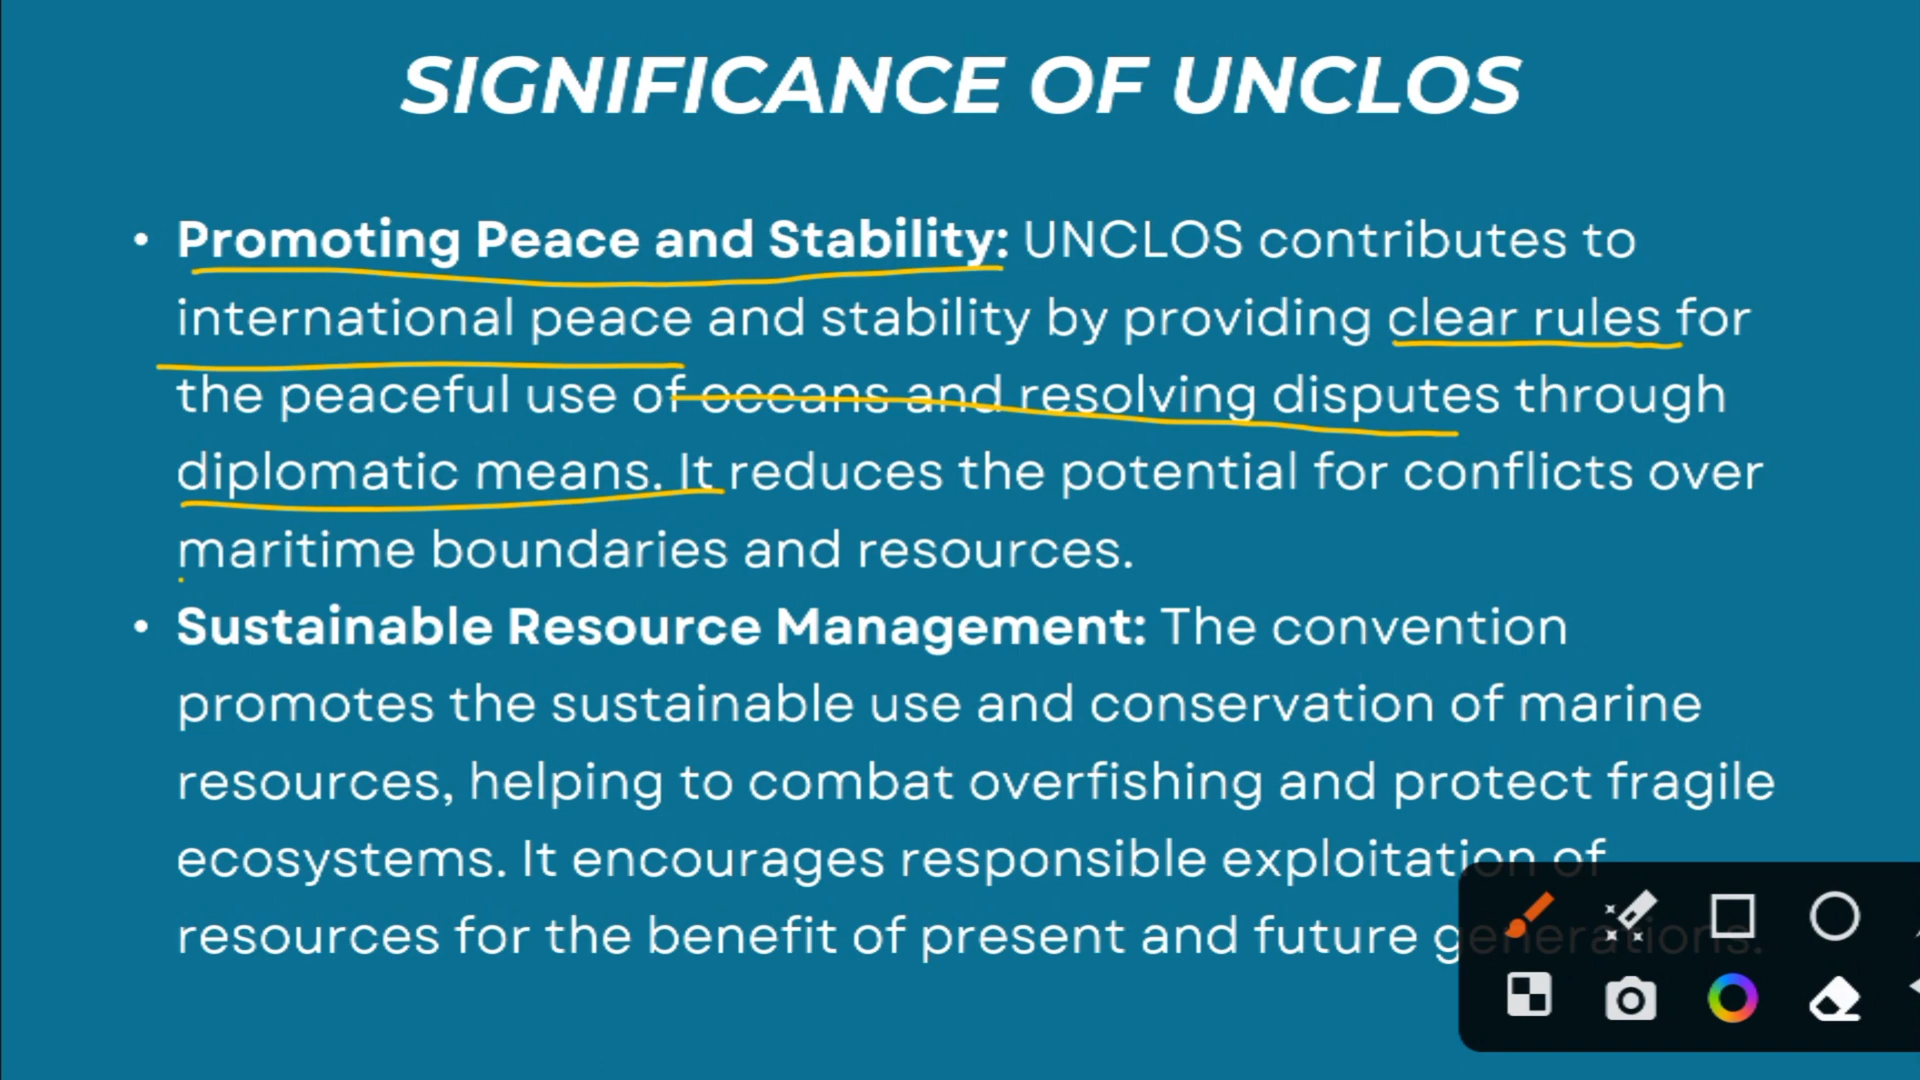 SIGNIFICANCE OF UNCLOS
• Promoting Peace and Stability: UNCLOS contributes to
international peace and stability by providing clear rules for
the peaceful use of oceans and resolving disputes through
diplomatic means. It reduces the potential for conflicts over
maritime boundaries and resources.
• Sustainable Resource Management: The convention
promotes the sustainable use and conservation of marine
resources, helping to combat overfishing and protect fragile
ecosystems. It encourages responsible exploitation of
resources for the benefit of present and future generations.